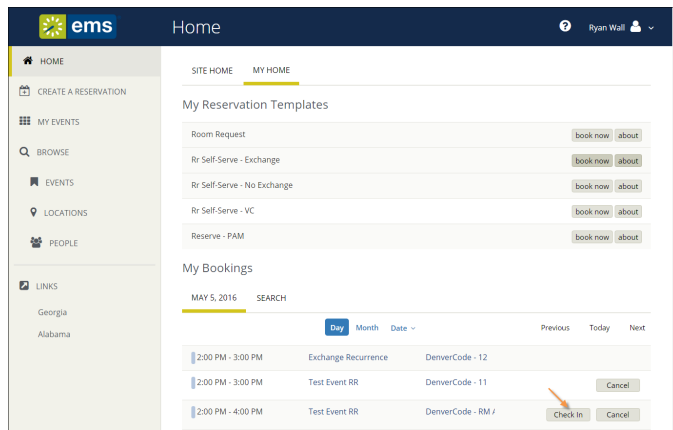 ems
Home
? Ryan Wall
HOME
CREATE A RESERVATION
MY EVENTS
BROWSE
EVENTS
LOCATIONS
PEOPLE
LINKS
Georgia
Alabama
SITE HOME MY HOME
My Reservation Templates
Room Request book now about
Rr Self-Serve - Exchange book now about
Rr Self-Serve - No Exchange book now about
Rr Self-Serve - VC book now about
Reserve - PAM book now about
My Bookings
MAY 5, 2016 SEARCH
Day Month Date Previous Today Next
2:00 PM - 3:00 PM Exchange Recurrence DenverCode - 12
2:00 PM - 3:00 PM Test Event RR DenverCode - 11 Cancel
2:00 PM - 4:00 PM Test Event RR DenverCode - RM Check In Cancel